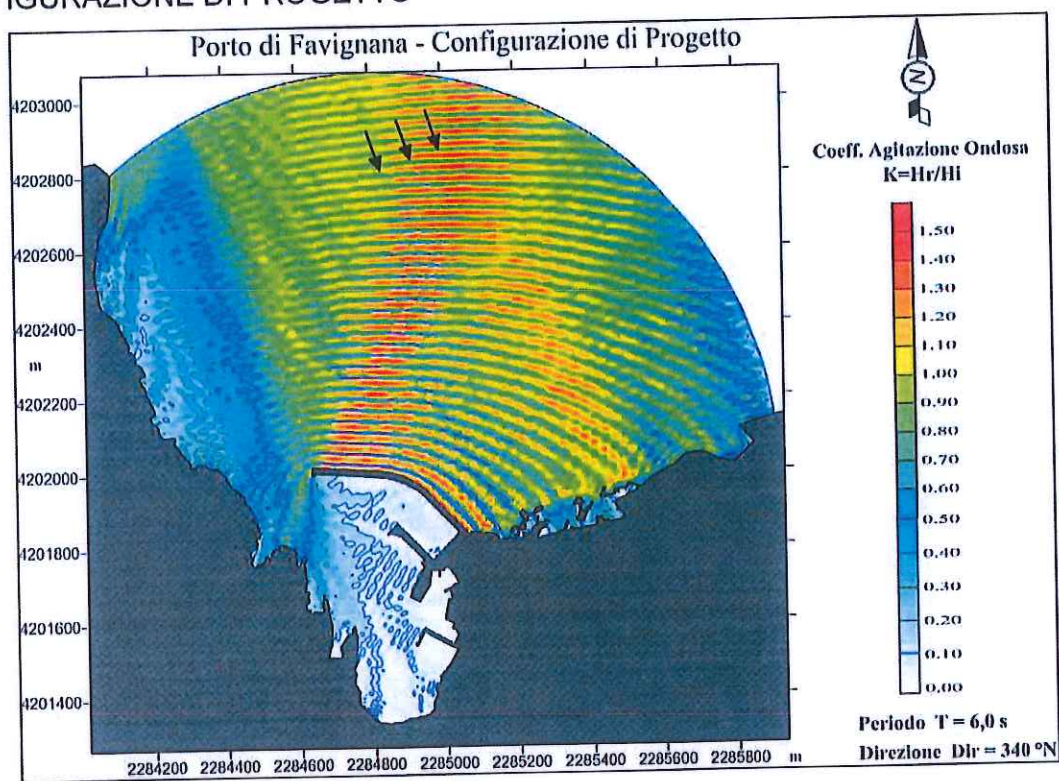 IGURAZIONE DI PROGETTO
Porto di Favignana - Configurazione di Progetto
N
4203000
4202800
4202600
4202400
m
4202200
4202000
4201800
4201600
4201400
2284200 2284400 2284600 2284800 2285000 2285200 2285400 2285600 2285800 m
Coeff. Agitazione Ondosa
K=Hr/Hi
1.50
1.40
1.30
1.20
1.10
1.00
0.90
0.80
0.70
0.60
0.50
0.40
0.30
0.20
0.10
0.00
Periodo T = 6,0 s
Direzione Dir = 340 °N